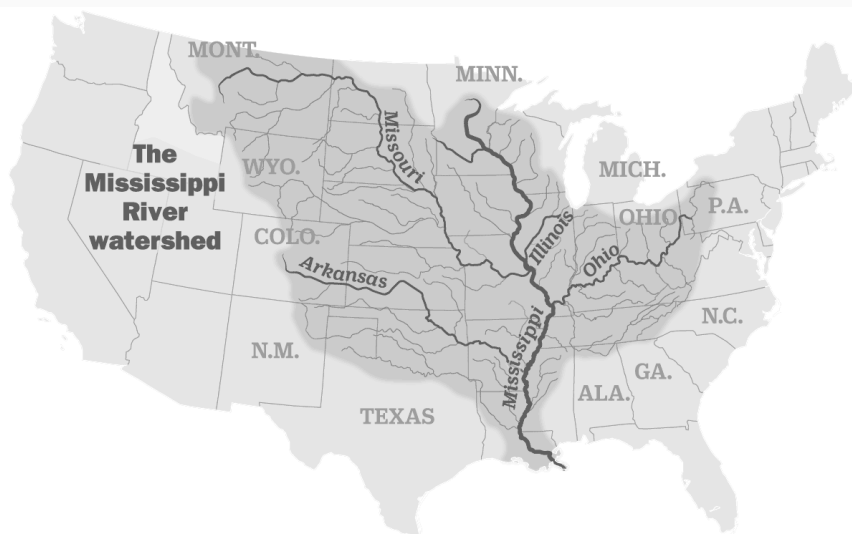 MONT.
MINN.
Missouri
The
Mississippi
River
watershed
WYO.
MICH.
OHIO
P.A.
COLO.
Illinois
Ohio
Arkansas
Mississippi
N.C.
N.M.
GA.
ALA.
TEXAS